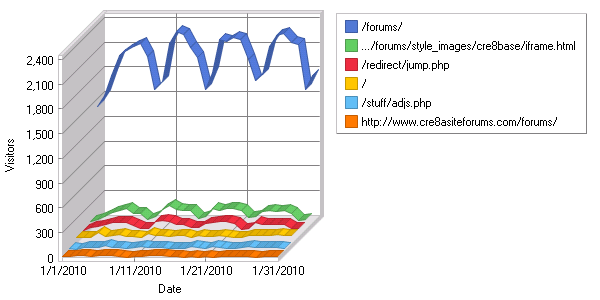 2,400
2,100
1,800
1,500
1,200
900
600
300
0
Visitors
1/1/2010 1/11/2010 1/21/2010 1/31/2010
Date
/forums/
.../forums/style_images/cre8base/iframe.html
/redirect/jump.php
/
/stuff/adjs.php
http://www.cre8asiteforums.com/forums/